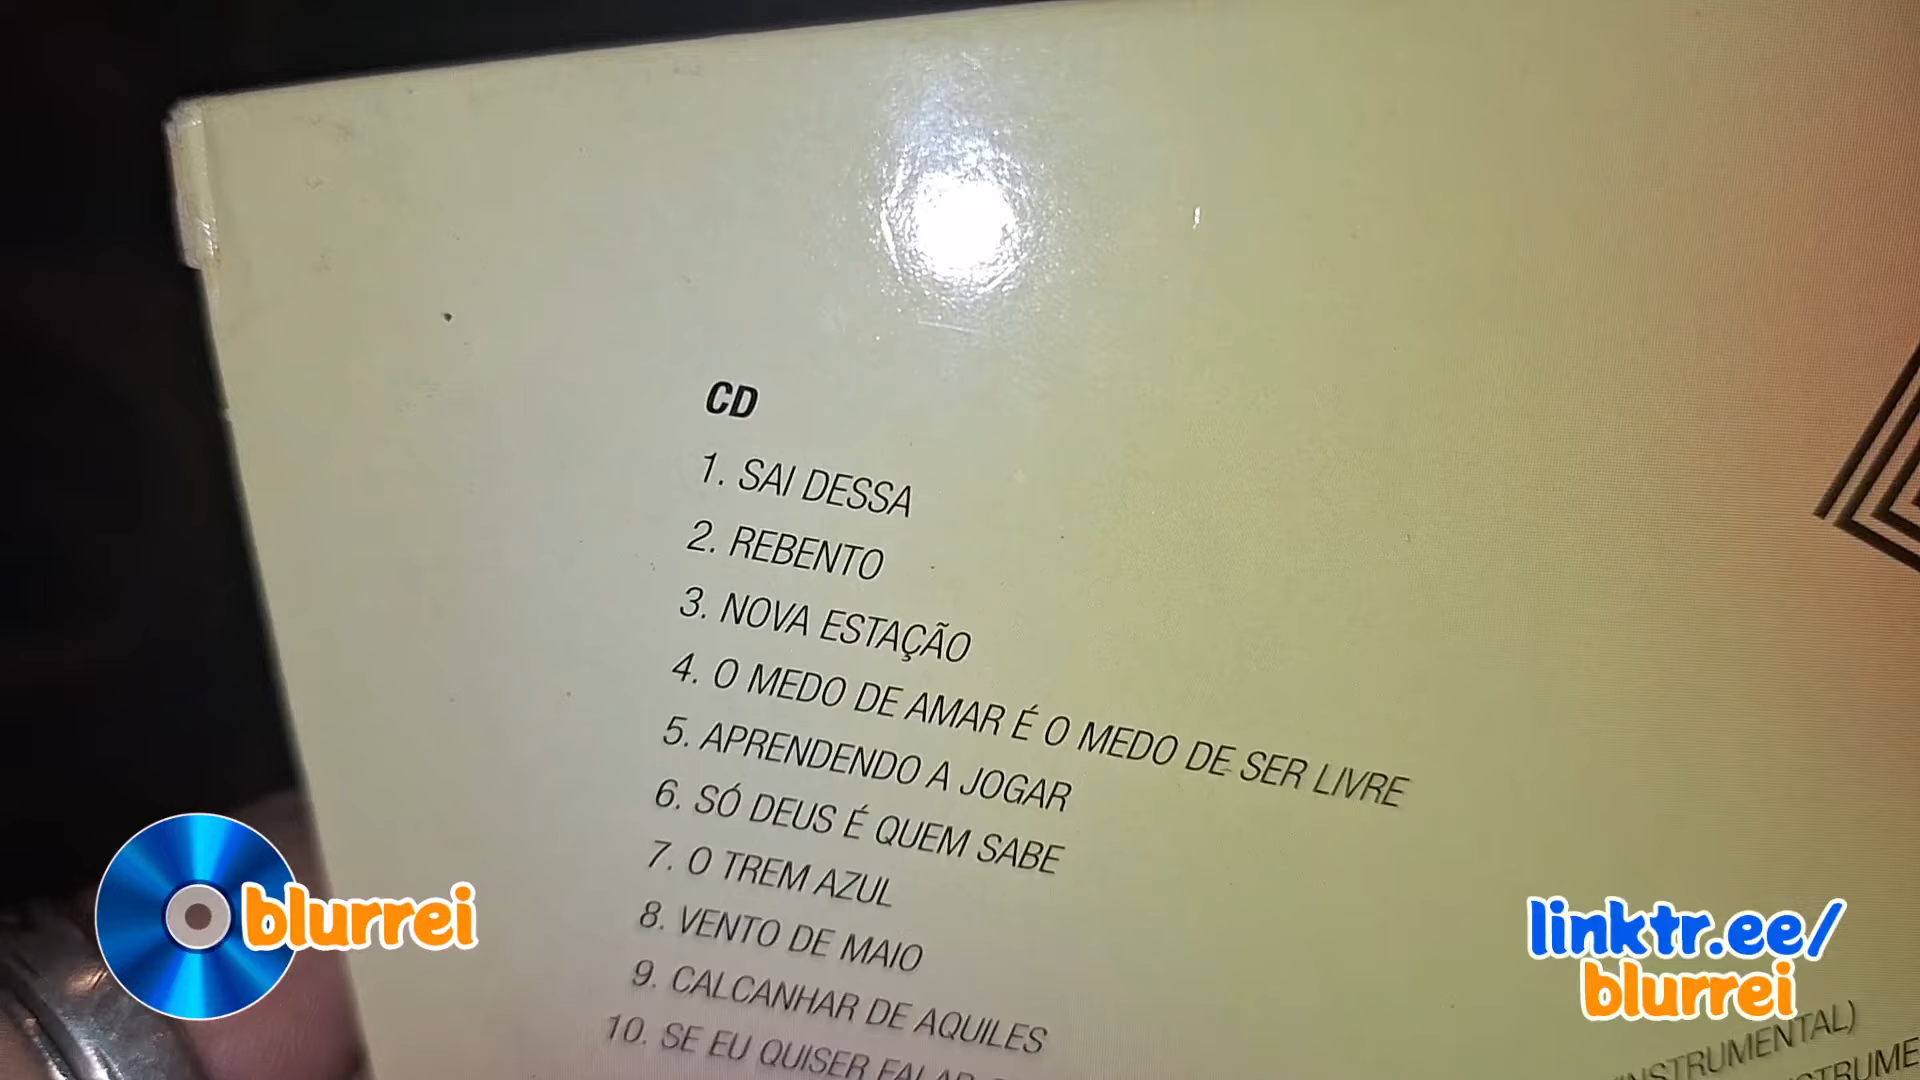 CD
1. SAI DESSA
2. REBENTO
3. NOVA ESTAÇÃO
4. O MEDO DE AMAR É O MEDO DE SER LIVRE
5. APRENDENDO A JOGAR
6. SÓ DEUS É QUEM SABE
7. O TREM AZUL
8. VENTO DE MAIO
9. CALCANHAR DE AQUILES
10. SE EU QUISER FALAR
INSTRUMENTAL)
blurrei
linktr.ee/
blurrei